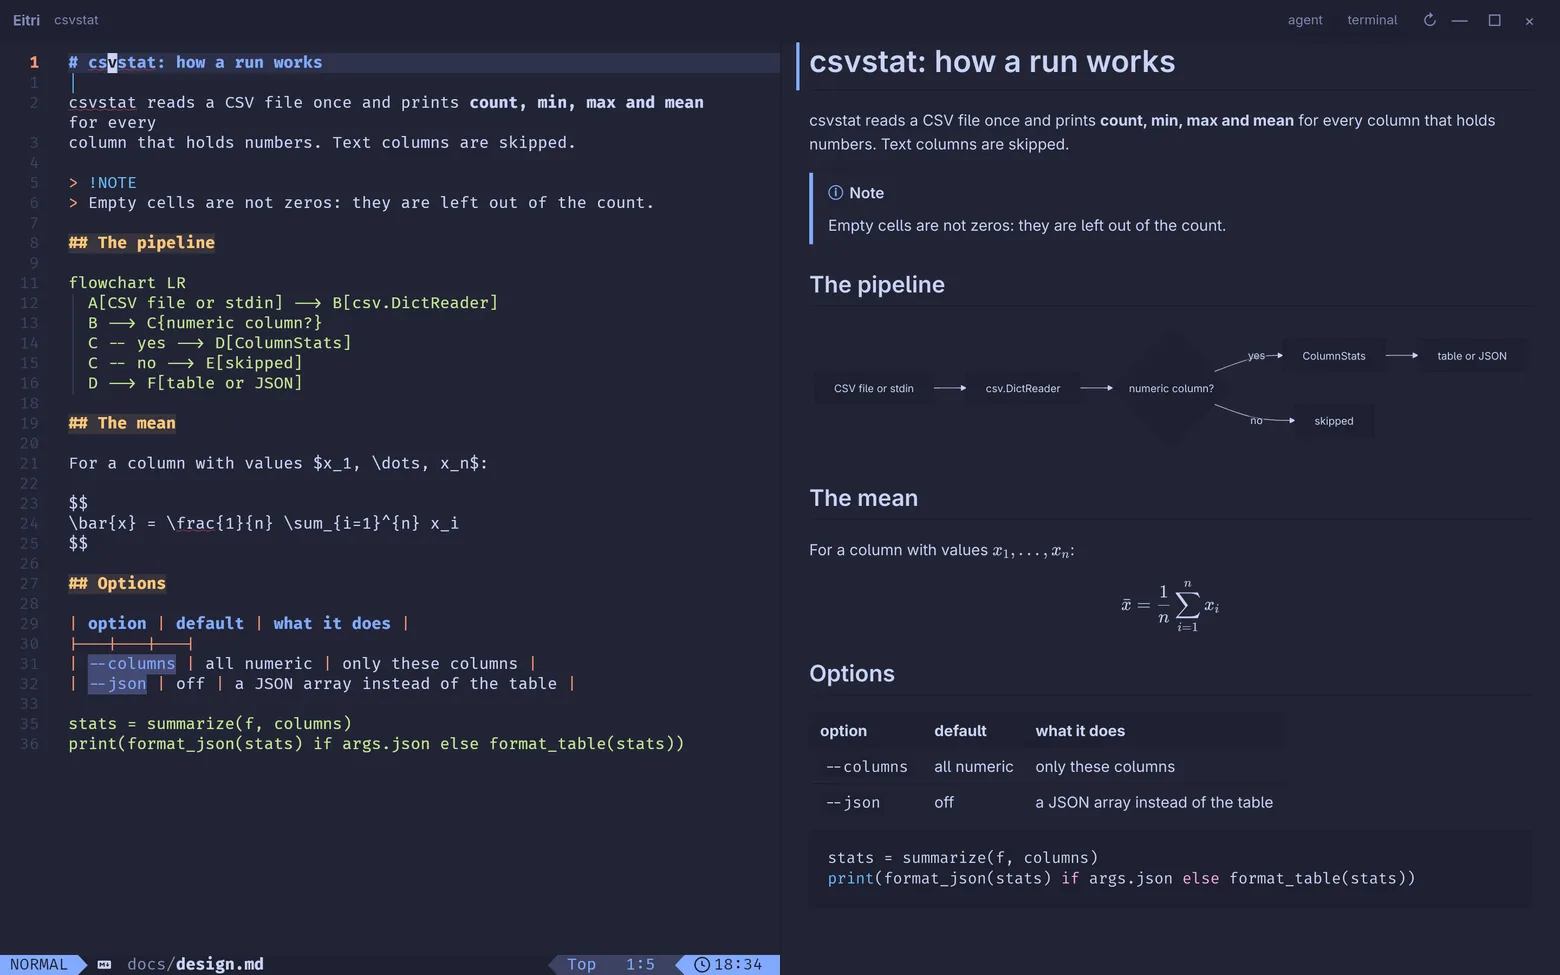 Eitri csvstat agent terminal
1 # csvstat: how a run works
1
2 csvstat reads a CSV file once and prints count, min, max and mean
for every
3 column that holds numbers. Text columns are skipped.
4
5 > !NOTE
6 > Empty cells are not zeros: they are left out of the count.
7
8 ## The pipeline
9
11 flowchart LR
12 A[CSV file or stdin] --> B[csv.DictReader]
13 B --> C{numeric column?}
14 C -- yes --> D[ColumnStats]
15 C -- no --> E[skipped]
16 D --> F[table or JSON]
18
19 ## The mean
20
21 For a column with values $x_1, \dots, x_n$:
22
23 $$
24 \bar{x} = \frac{1}{n} \sum_{i=1}^{n} x_i
25 $$
26
27 ## Options
28
29 | option | default | what it does |
30 |---|---|---|
31 | --columns | all numeric | only these columns |
32 | --json | off | a JSON array instead of the table |
33
35 stats = summarize(f, columns)
36 print(format_json(stats) if args.json else format_table(stats))
NORMAL docs/design.md Top 1:5 18:34
csvstat: how a run works
csvstat reads a CSV file once and prints count, min, max and mean for every column that holds
numbers. Text columns are skipped.
Note
Empty cells are not zeros: they are left out of the count.
The pipeline
CSV file or stdin csv.DictReader numeric column?
yes ColumnStats table or JSON
no skipped
The mean
For a column with values x₁, . . . , xₙ:
x̄ = 1/n ∑ᵢ₌₁ⁿ xᵢ
Options
option default what it does
--columns all numeric only these columns
--json off a JSON array instead of the table
stats = summarize(f, columns)
print(format_json(stats) if args.json else format_table(stats))